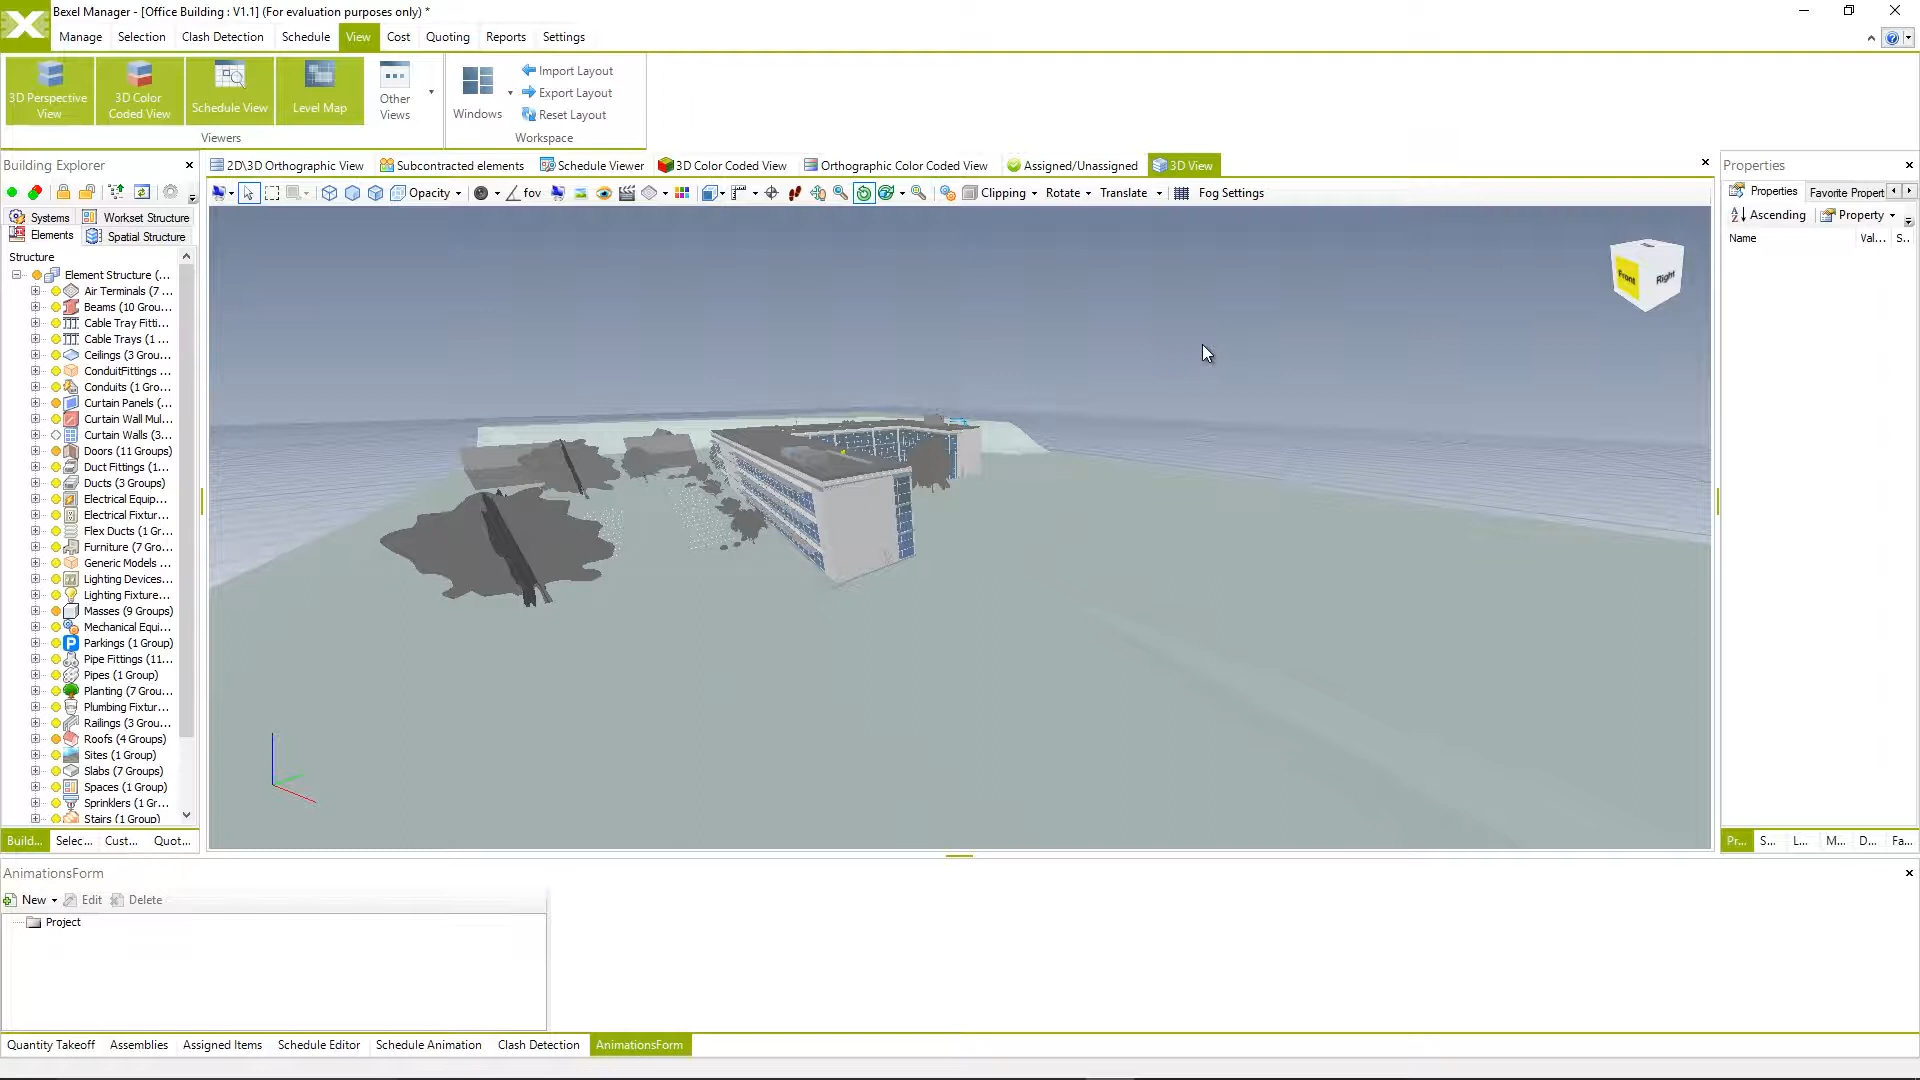 Bexel Manager - [Office Building : V1.1] (For evaluation purposes only) *
Manage Selection Clash Detection Schedule View Cost Quoting Reports Settings
3D Perspective View
3D Color Coded View
Schedule View
Level Map
Other Views
Windows
Import Layout
Export Layout
Reset Layout
Viewers
Workspace
Building Explorer
2D\3D Orthographic View Subcontracted elements Schedule Viewer 3D Color Coded View Orthographic Color Coded View Assigned/Unassigned 3D View
Properties
Opacity fov Clipping Rotate Translate Fog Settings
Properties Favorite Propert
Systems Workset Structure
Elements Spatial Structure
Ascending Property
Name Val... S..
Structure
Element Structure (...
Air Terminals (7 ...
Beams (10 Grou...
Cable Tray Fitti...
Cable Trays (1 ...
Ceilings (3 Grou...
ConduitFittings ...
Conduits (1 Gro...
Curtain Panels (...
Curtain Wall Mul...
Curtain Walls (3...
Doors (11 Groups)
Duct Fittings (1...
Ducts (3 Groups)
Electrical Equip...
Electrical Fixtur...
Flex Ducts (1 Gr...
Furniture (7 Gro...
Generic Models ...
Lighting Devices...
Lighting Fixture...
Masses (9 Groups)
Mechanical Equi...
Parkings (1 Group)
Pipe Fittings (11...
Pipes (1 Group)
Planting (7 Grou...
Plumbing Fixtur...
Railings (3 Grou...
Roofs (4 Groups)
Sites (1 Group)
Slabs (7 Groups)
Spaces (1 Group)
Sprinklers (1 Gr...
Stairs (1 Group)
Front Right
Build... Selec... Cust... Quot...
Pr... S... L... M... D... Fa...
AnimationsForm
New Edit Delete
Project
Quantity Takeoff Assemblies Assigned Items Schedule Editor Schedule Animation Clash Detection AnimationsForm